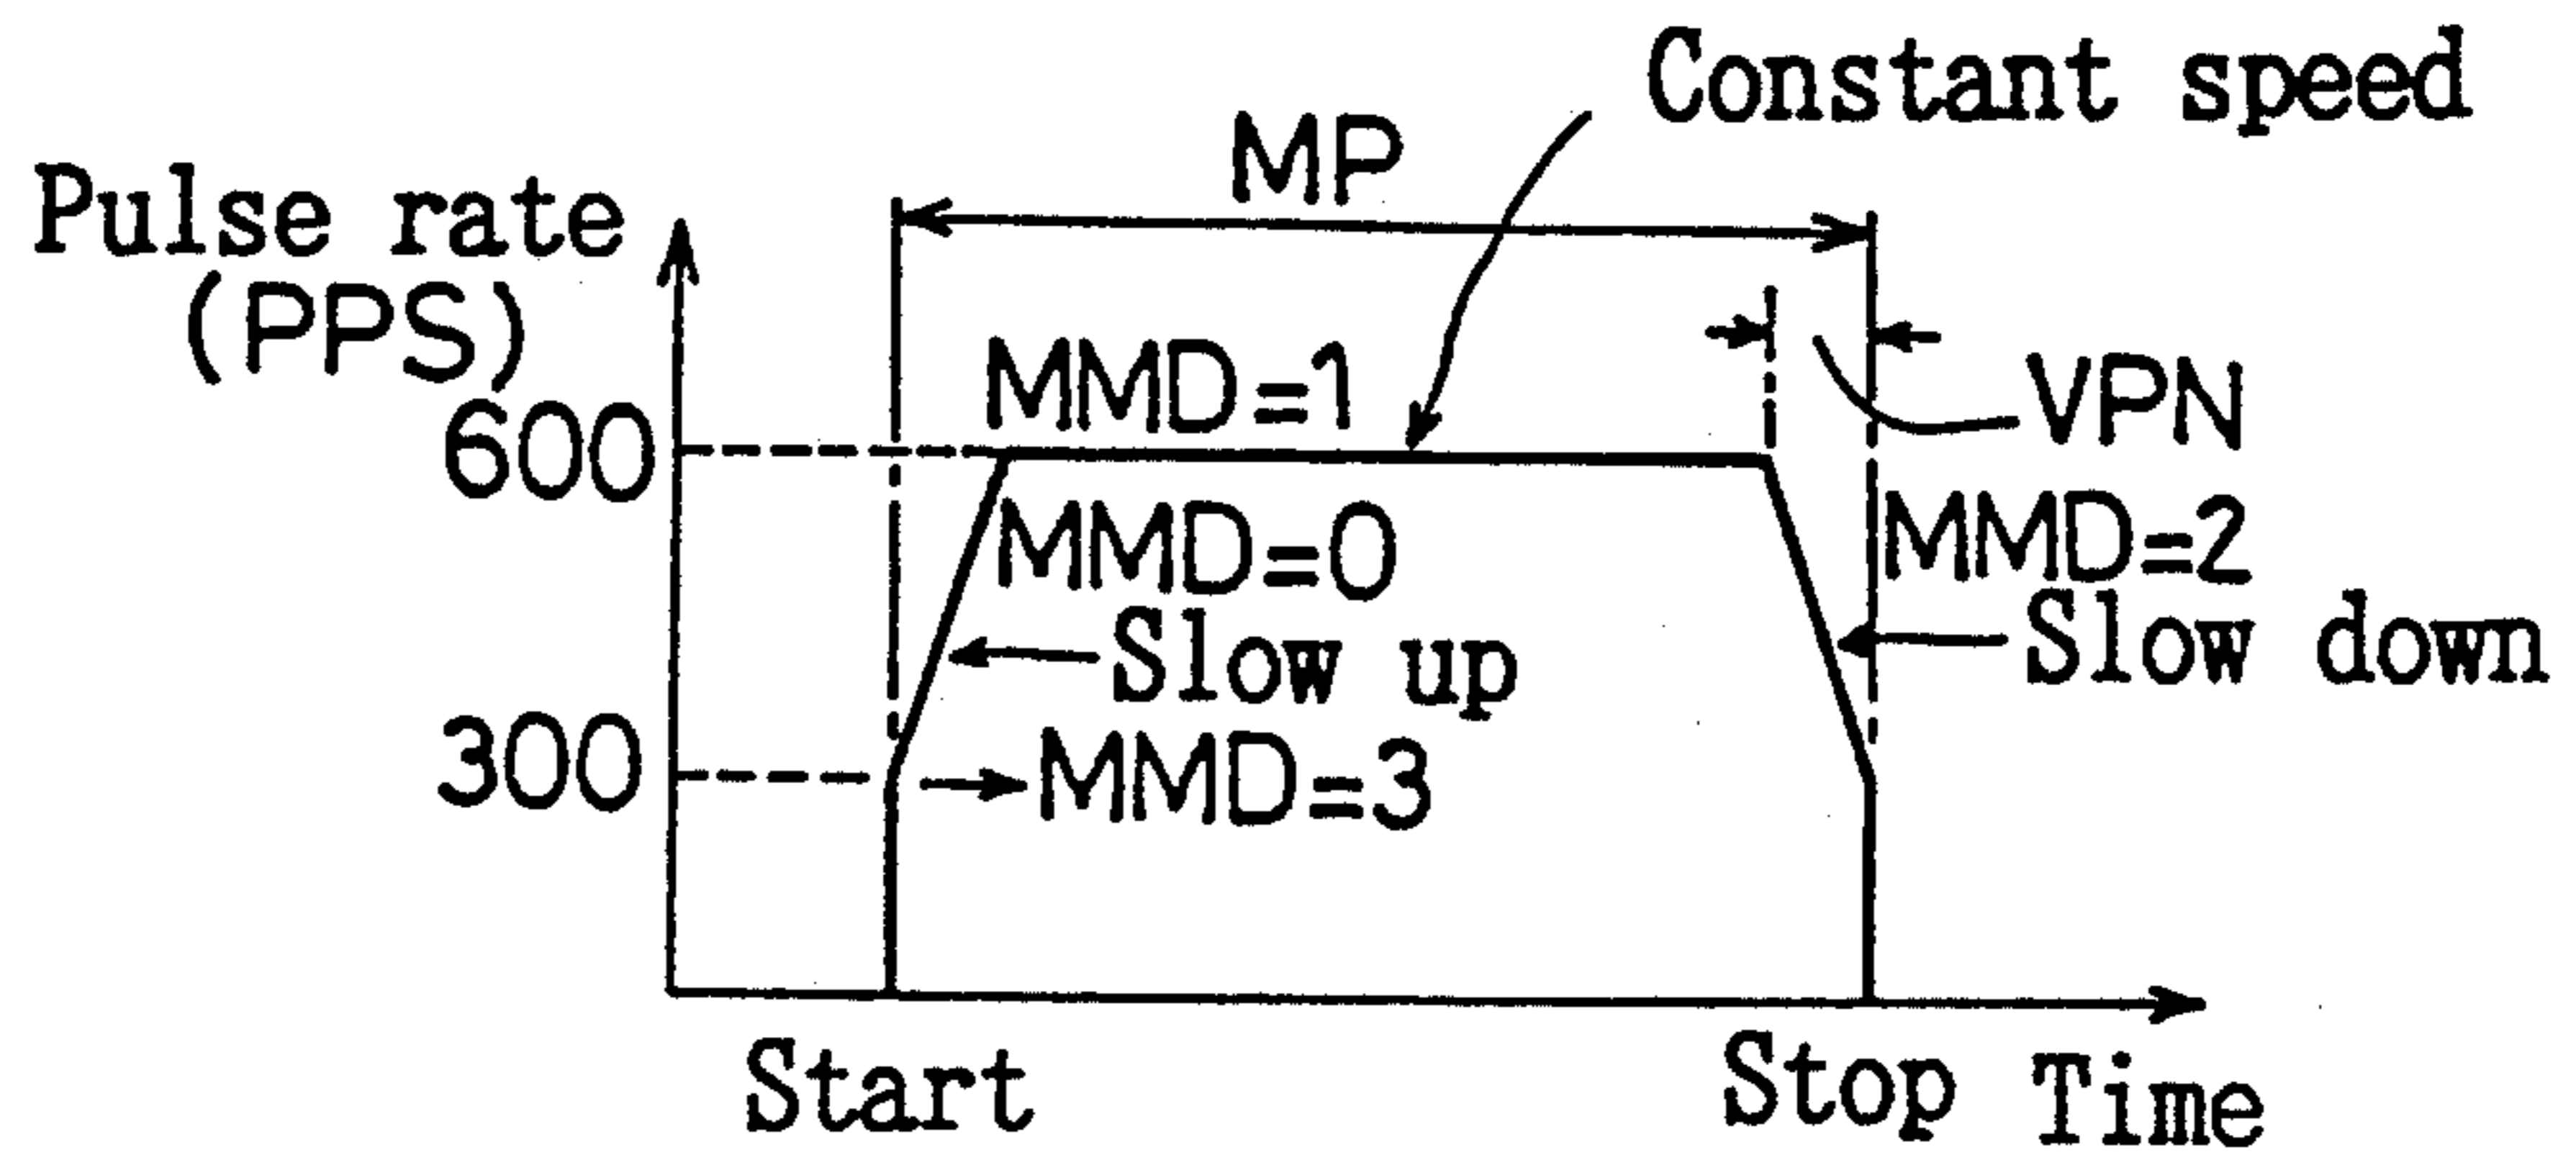 Constant speed
MP
Pulse rate
(PPS)
MMD=1
VPN
600
MMD=0
MMD=2
Slow up
Slow down
300
MMD=3
Start
Stop
Time